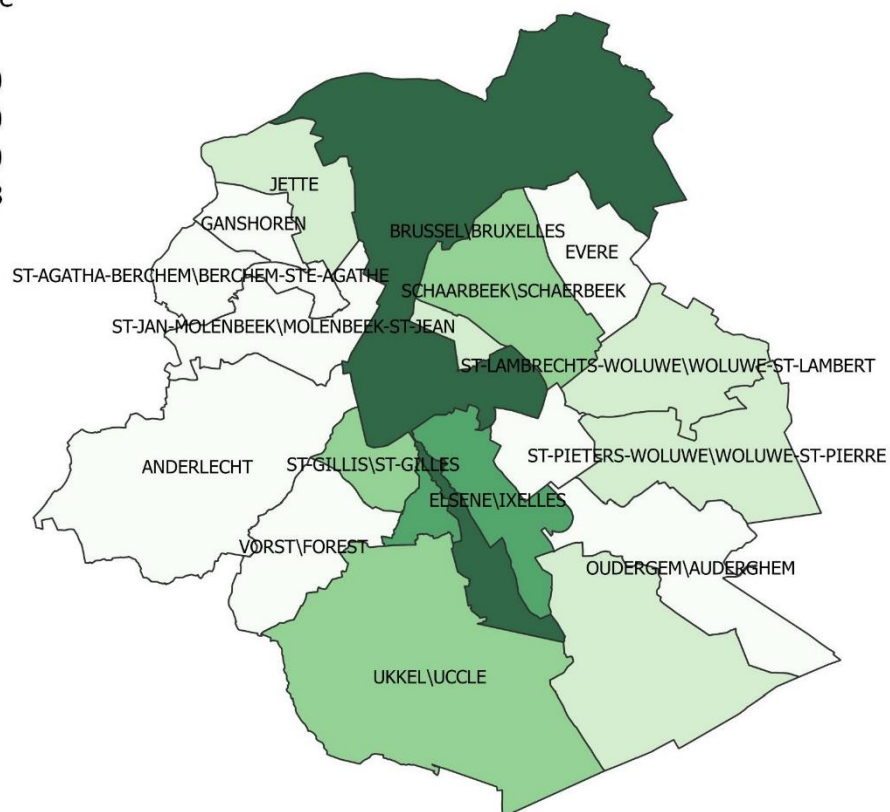 JETTE
GANSHOREN
BRUSSEL\BRUXELLES
EVERE
ST-AGATHA-BERCHEM\BERCHEM-STE-AGATHE
SCHAARBEEK\SCHAERBEEK
ST-JAN-MOLENBEEK\MOLENBEEK-ST-JEAN
ST-LAMBRECHTS-WOLUWE\WOLUWE-ST-LAMBERT
ST-PIETERS-WOLUWE\WOLUWE-ST-PIERRE
ANDERLECHT
ST-GILLIS\ST-GILLES
ELSENE\IXELLES
VORST\FOREST
OUDERGEM\AUDERGHEM
UKKEL\UCCLE